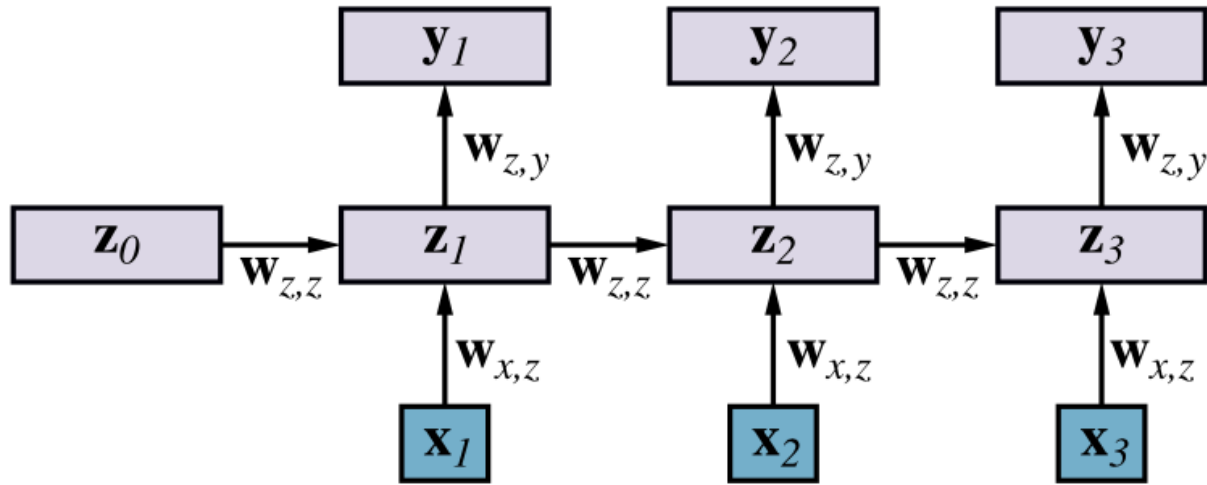 y1 y2 y3
wz,y wz,y wz,y
z0 z1 z2 z3
wz,z wz,z wz,z
wx,z wx,z wx,z
x1 x2 x3